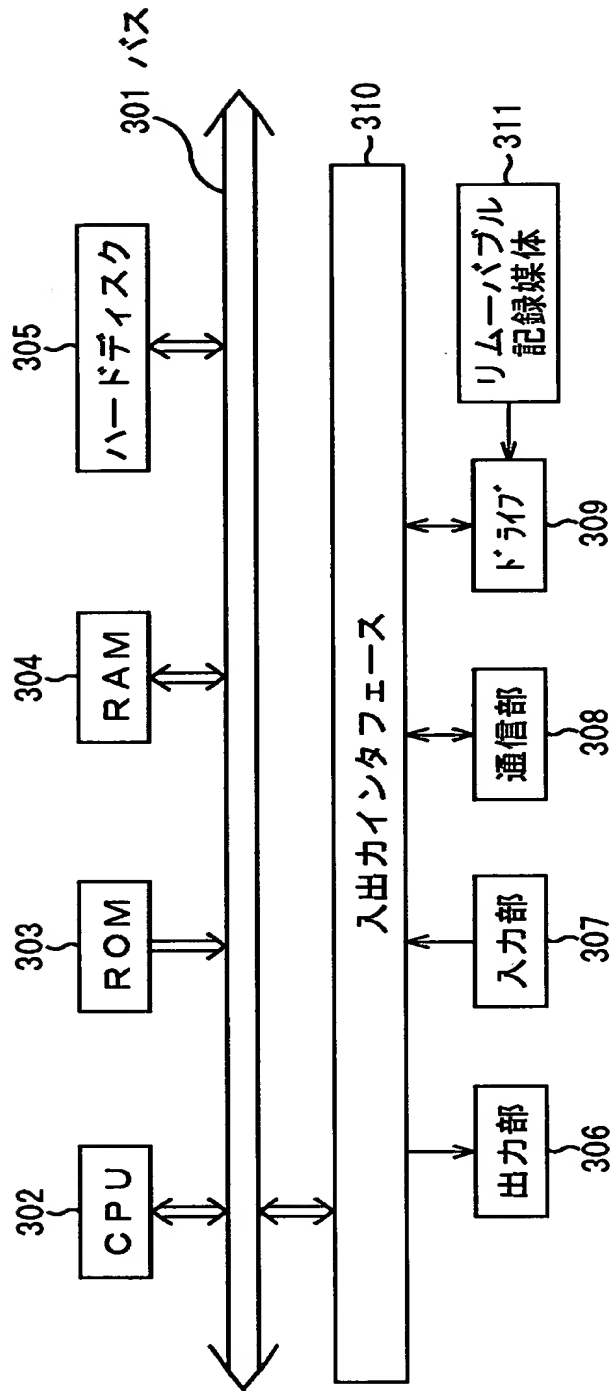 302
303
304
305
CPU
ROM
RAM
ハードディスク
301 バス
310
入出力インタフェース
311
出力部
入力部
通信部
ドライブ
リムーバブル
記録媒体
306
307
308
309